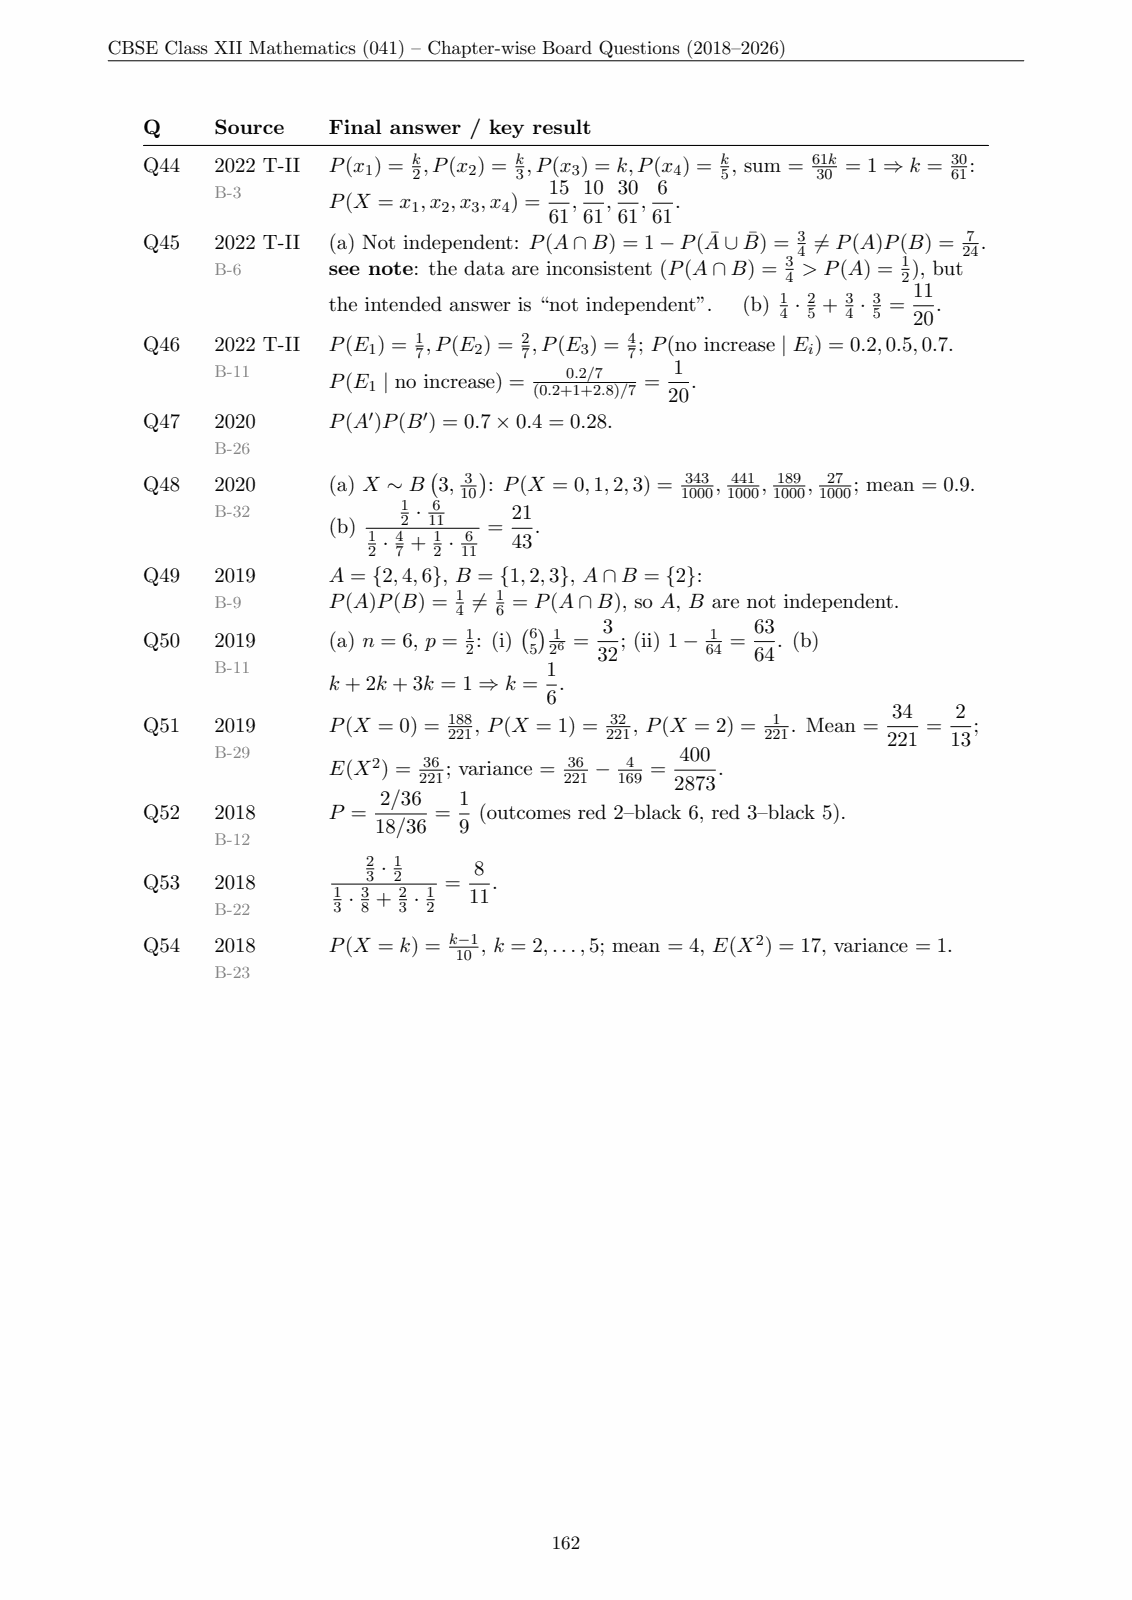 CBSE Class XII Mathematics (041) – Chapter-wise Board Questions (2018–2026)
Q Source Final answer / key result
Q44 2022 T-II P(x₁) = k/2, P(x₂) = k/3, P(x₃) = k, P(x₄) = k/5, sum = 61k/30 = 1 ⇒ k = 30/61:
B-3
P(X = x₁, x₂, x₃, x₄) = 15/61, 10/61, 30/61, 6/61.
Q45 2022 T-II (a) Not independent: P(A ∩ B) = 1 − P(Ā ∪ B̄) = 3/4 ≠ P(A)P(B) = 7/24.
B-6 see note: the data are inconsistent (P(A ∩ B) = 3/4 > P(A) = 1/2), but
the intended answer is “not independent”. (b) 1/4 · 2/5 + 3/4 · 3/5 = 11/20.
Q46 2022 T-II P(E₁) = 1/7, P(E₂) = 2/7, P(E₃) = 4/7; P(no increase | Eᵢ) = 0.2, 0.5, 0.7.
B-11
P(E₁ | no increase) = 0.2/7 / (0.2+1+2.8)/7 = 1/20.
Q47 2020 P(A′)P(B′) = 0.7 × 0.4 = 0.28.
B-26
Q48 2020 (a) X ∼ B (3, 3/10): P(X = 0, 1, 2, 3) = 343/1000, 441/1000, 189/1000, 27/1000; mean = 0.9.
B-32
(b) (1/2 · 6/11) / (1/2 · 4/7 + 1/2 · 6/11) = 21/43.
Q49 2019 A = {2, 4, 6}, B = {1, 2, 3}, A ∩ B = {2}:
B-9 P(A)P(B) = 1/4 ≠ 1/6 = P(A ∩ B), so A, B are not independent.
Q50 2019 (a) n = 6, p = 1/2: (i) (6 5) 1/2⁶ = 3/32; (ii) 1 − 1/64 = 63/64. (b)
B-11
k + 2k + 3k = 1 ⇒ k = 1/6.
Q51 2019 P(X = 0) = 188/221, P(X = 1) = 32/221, P(X = 2) = 1/221. Mean = 34/221 = 2/13;
B-29
E(X²) = 36/221; variance = 36/221 − 4/169 = 400/2873.
Q52 2018 P = 2/36 / 18/36 = 1/9 (outcomes red 2–black 6, red 3–black 5).
B-12
Q53 2018 (2/3 · 1/2) / (1/3 · 3/8 + 2/3 · 1/2) = 8/11.
B-22
Q54 2018 P(X = k) = k−1/10, k = 2, . . . , 5; mean = 4, E(X²) = 17, variance = 1.
B-23
162